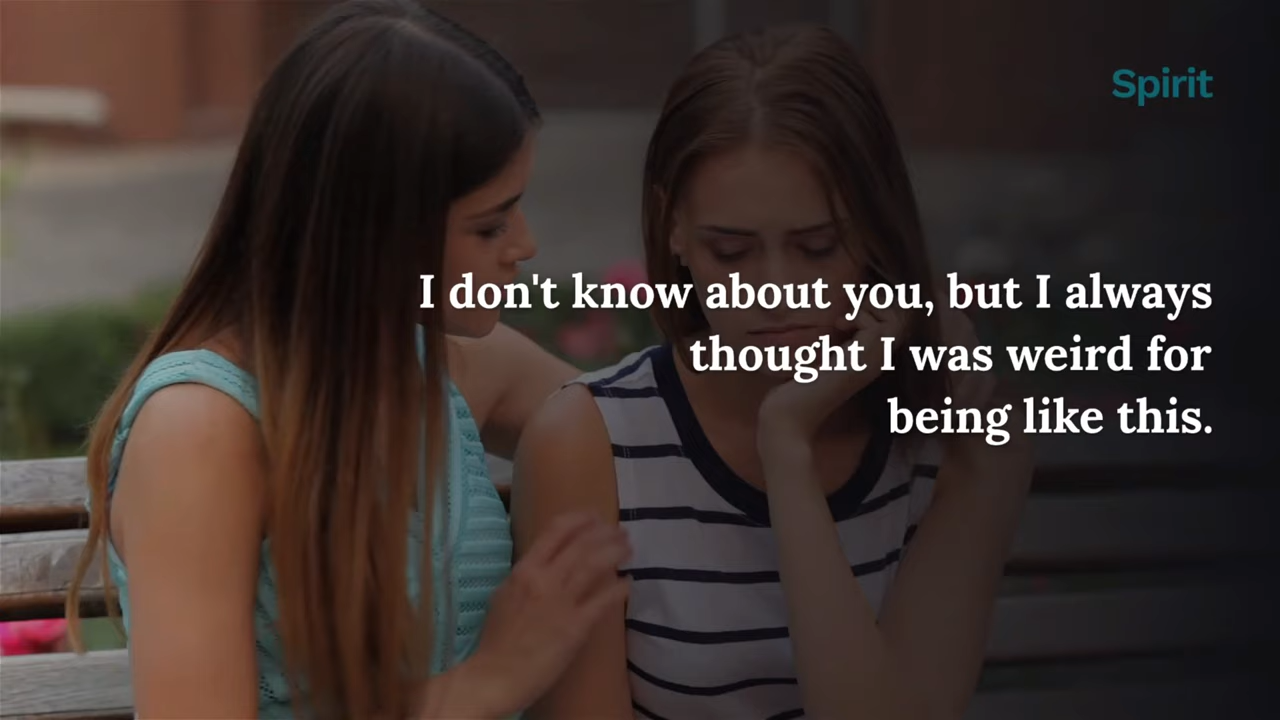 Spirit
I don't know about you, but I always
thought I was weird for
being like this.